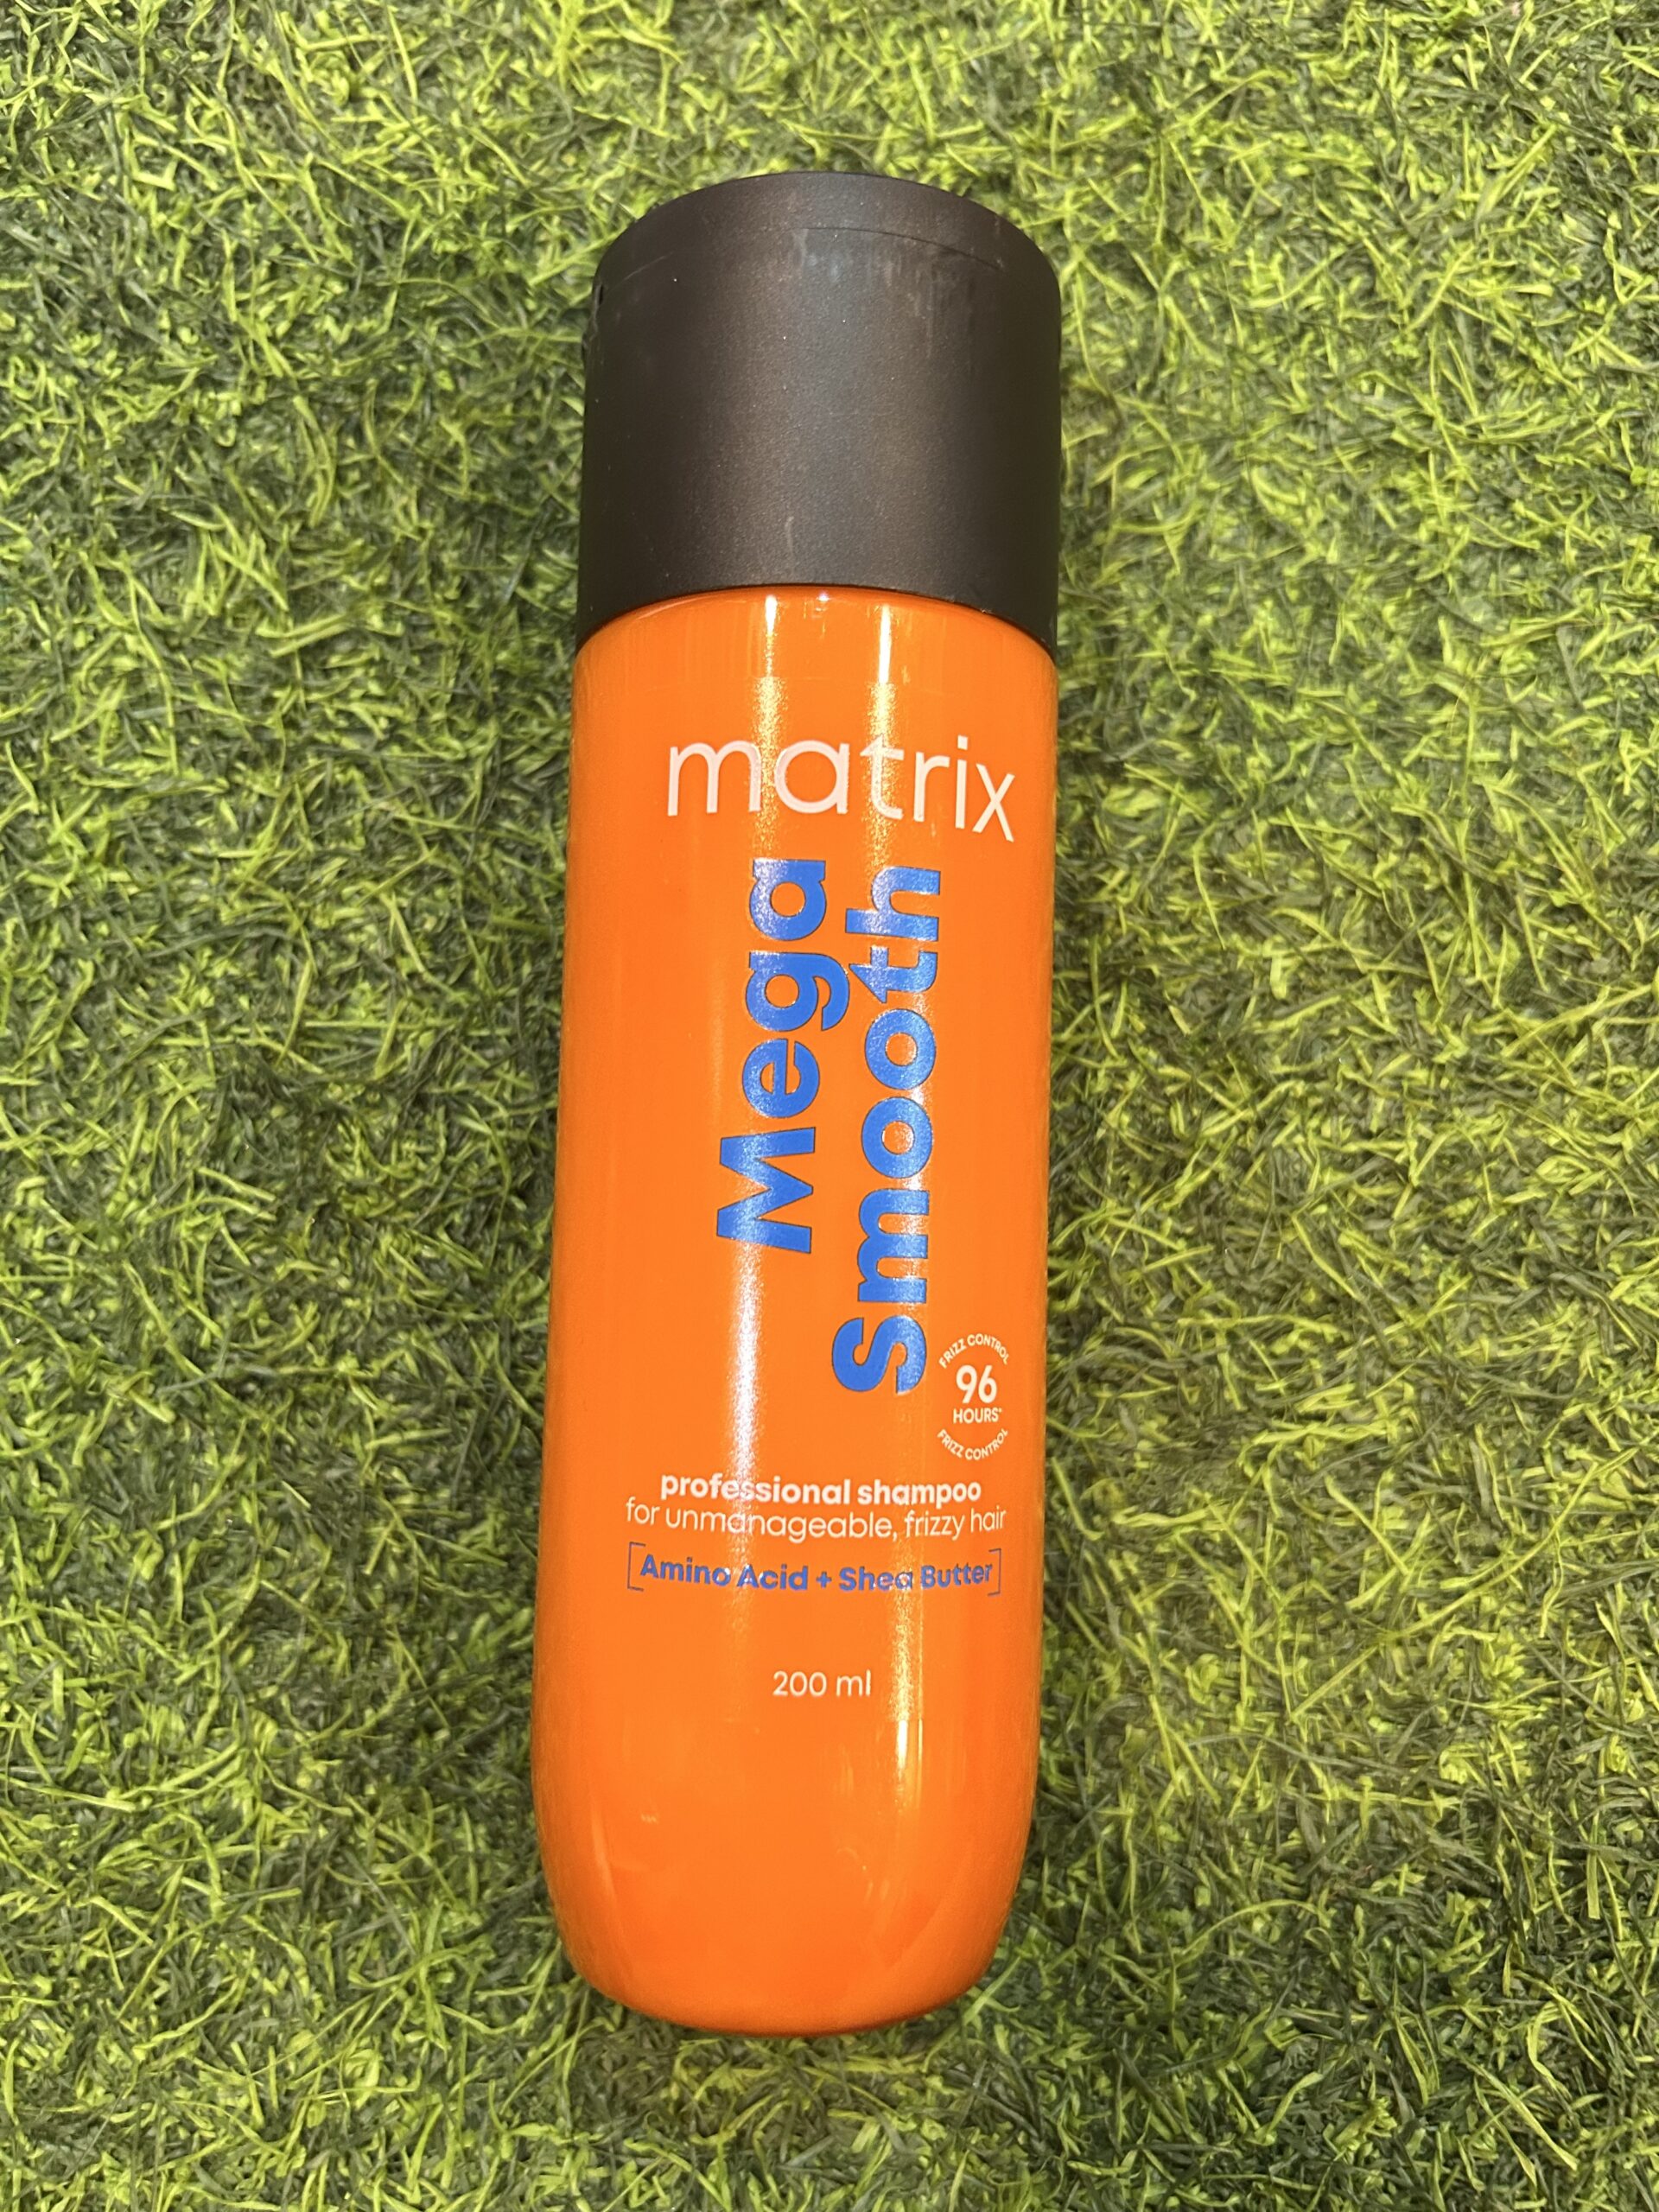 matrix
Mega
Smooth
FRIZZ CONTROL
96
HOURS*
FRIZZ CONTROL
professional shampoo
for unmanageable, frizzy hair
[Amino Acid + Shea Butter]
200 ml